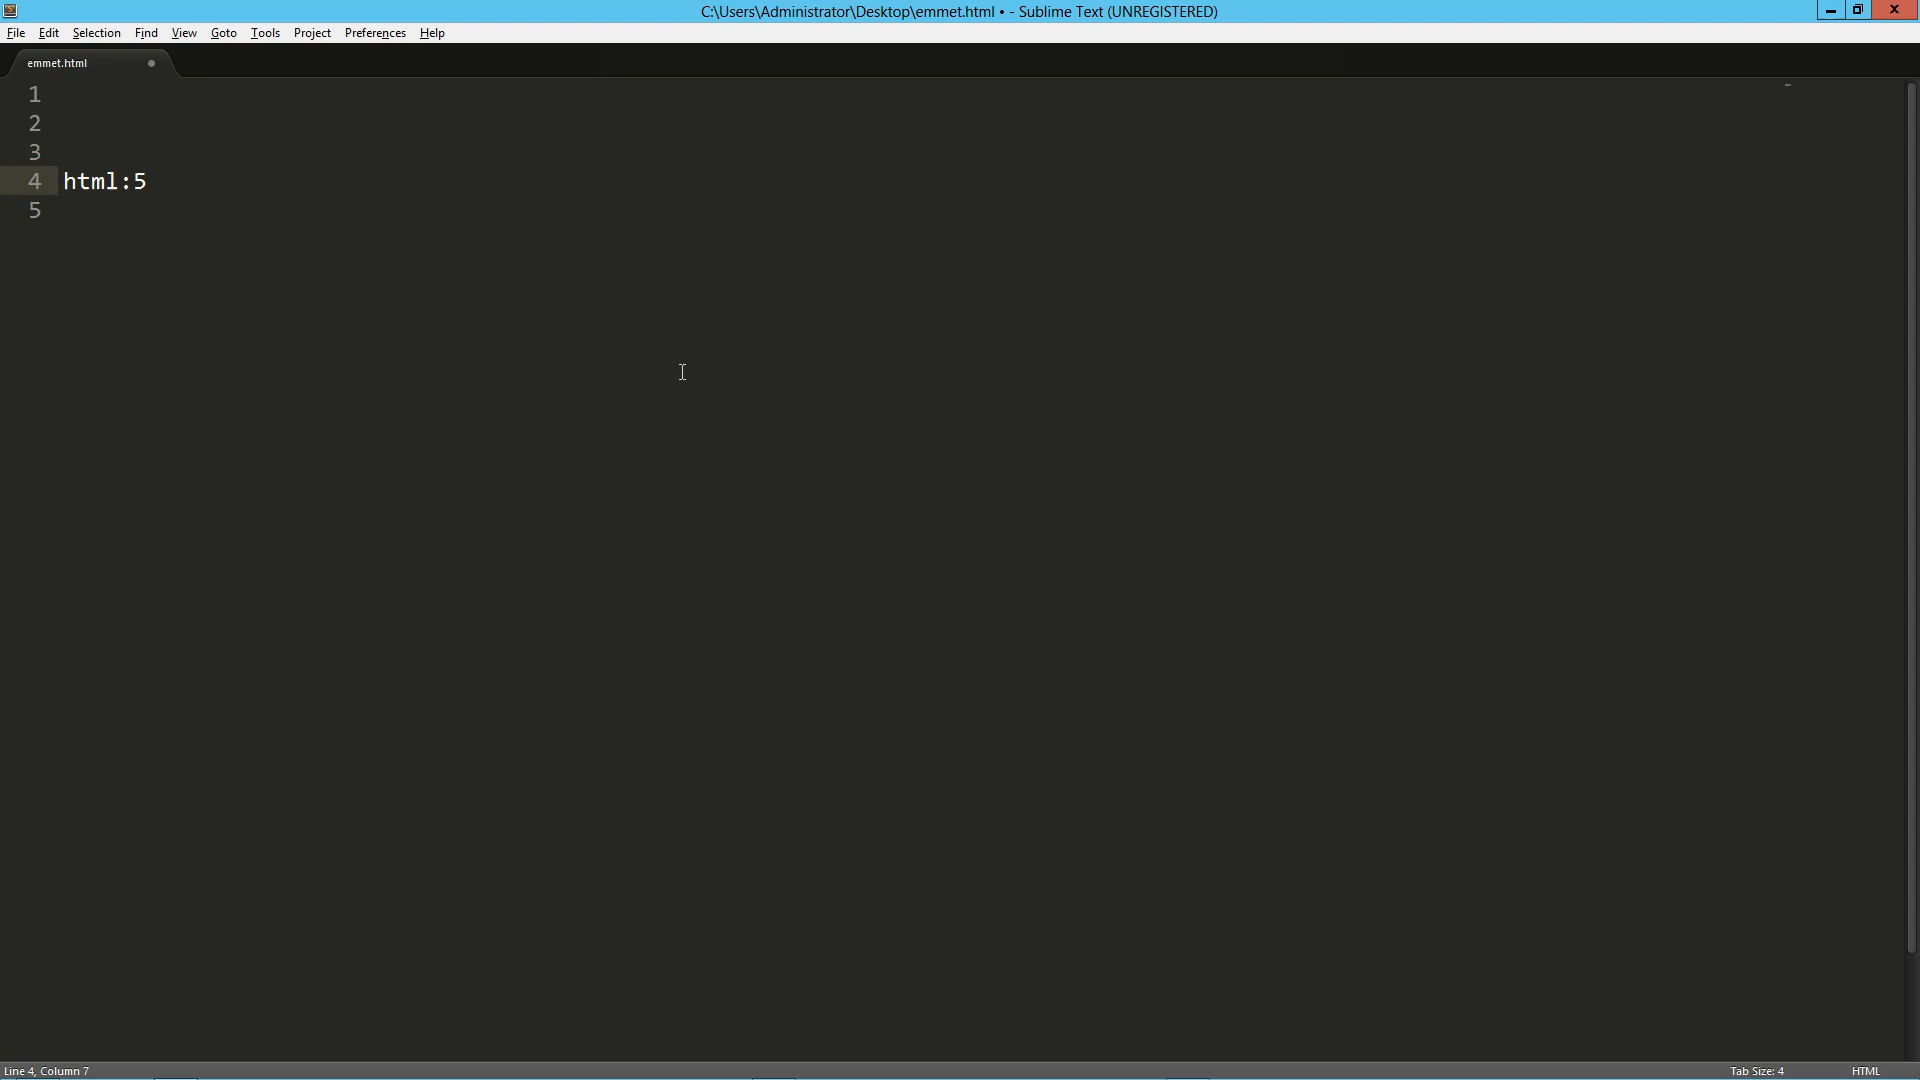 C:\Users\Administrator\Desktop\emmet.html • - Sublime Text (UNREGISTERED)
File Edit Selection Find View Goto Tools Project Preferences Help
emmet.html
1
2
3
4 html:5
5
Line 4, Column 7 Tab Size: 4 HTML